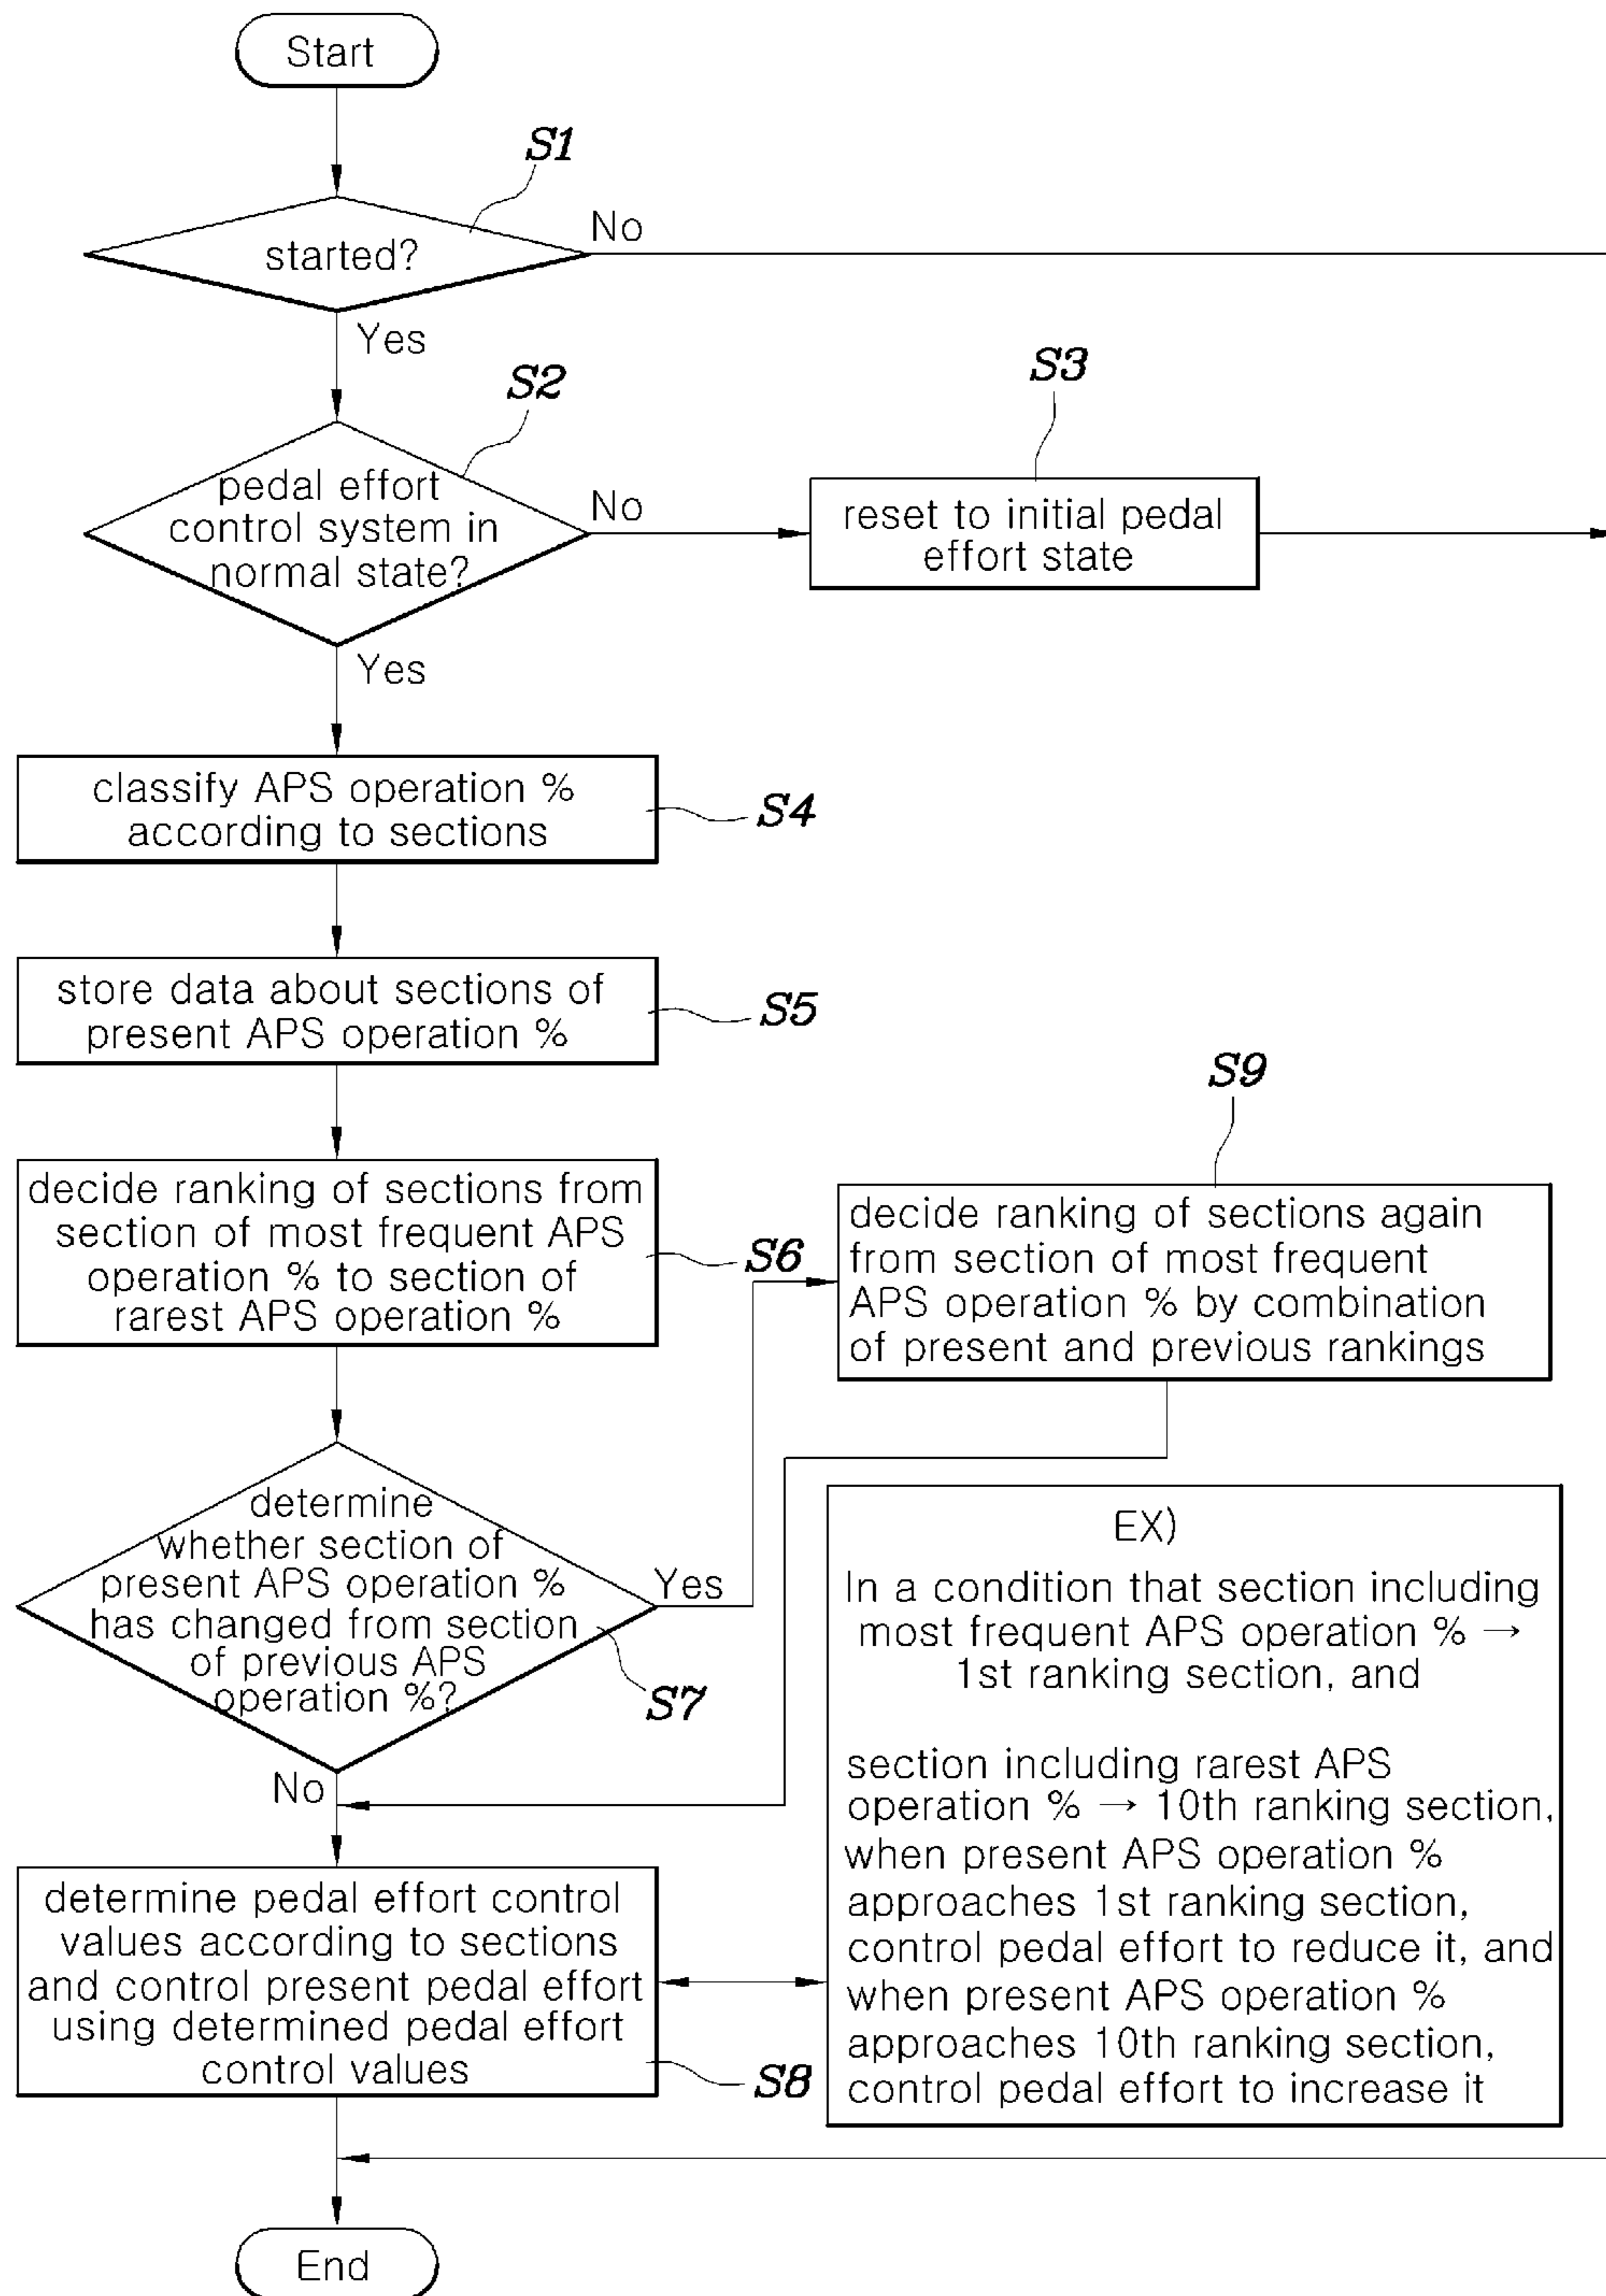 Start
S1
started?
No
Yes
S2
pedal effort
control system in
normal state?
No
S3
reset to initial pedal
effort state
Yes
classify APS operation %
according to sections
S4
store data about sections of
present APS operation %
S5
decide ranking of sections from
section of most frequent APS
operation % to section of
rarest APS operation %
S6
S9
decide ranking of sections again
from section of most frequent
APS operation % by combination
of present and previous rankings
determine
whether section of
present APS operation %
has changed from section
of previous APS
operation %?
Yes
S7
No
EX)
In a condition that section including
most frequent APS operation % →
1st ranking section, and
section including rarest APS
operation % → 10th ranking section,
when present APS operation %
approaches 1st ranking section,
control pedal effort to reduce it, and
when present APS operation %
approaches 10th ranking section,
control pedal effort to increase it
determine pedal effort control
values according to sections
and control present pedal effort
using determined pedal effort
control values
S8
End